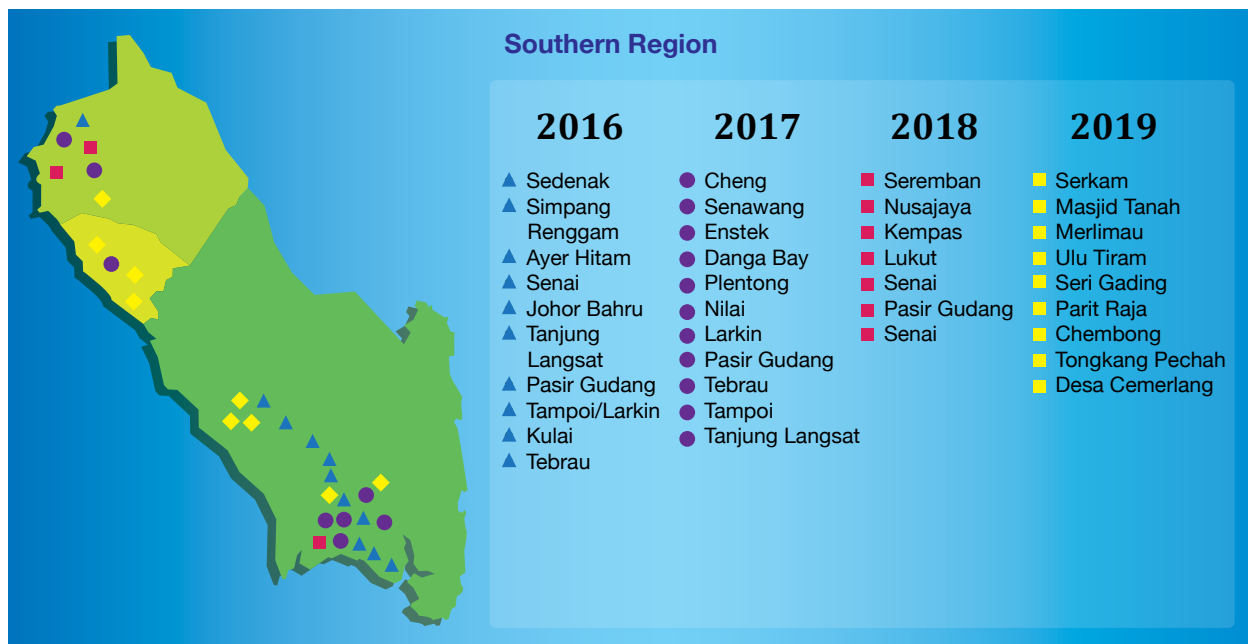 Southern Region
2016
Sedenak
Simpang
Renggam
Ayer Hitam
Senai
Johor Bahru
Tanjung
Langsat
Pasir Gudang
Tampoi/Larkin
Kulai
Tebrau
2017
Cheng
Senawang
Enstek
Danga Bay
Plentong
Nilai
Larkin
Pasir Gudang
Tebrau
Tampoi
Tanjung Langsat
2018
Seremban
Nusajaya
Kempas
Lukut
Senai
Pasir Gudang
Senai
2019
Serkam
Masjid Tanah
Merlimau
Ulu Tiram
Seri Gading
Parit Raja
Chembong
Tongkang Pechah
Desa Cemerlang